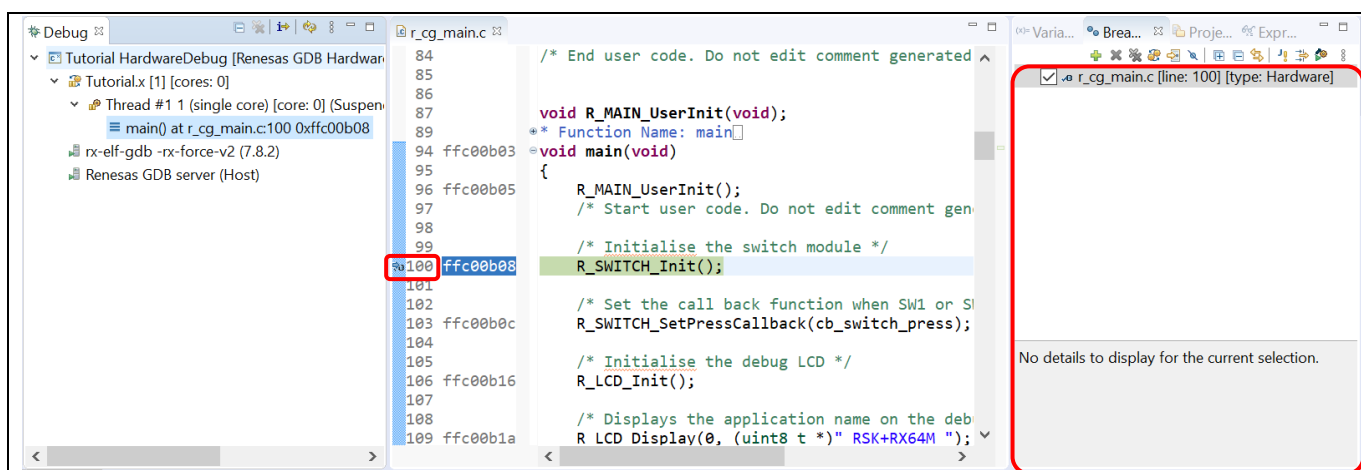 Debug
Tutorial HardwareDebug [Renesas GDB Hardwar
Tutorial.x [1] [cores: 0]
Thread #1 1 (single core) [core: 0] (Suspen
main() at r_cg_main.c:100 0xffc00b08
rx-elf-gdb -rx-force-v2 (7.8.2)
Renesas GDB server (Host)
r_cg_main.c
84 /* End user code. Do not edit comment generated
85
86
87 void R_MAIN_UserInit(void);
89 * Function Name: main
94 ffc00b03 void main(void)
95 {
96 ffc00b05 R_MAIN_UserInit();
97 /* Start user code. Do not edit comment gen
98
99 /* Initialise the switch module */
100 ffc00b08 R_SWITCH_Init();
101
102 /* Set the call back function when SW1 or S
103 ffc00b0c R_SWITCH_SetPressCallback(cb_switch_press);
104
105 /* Initialise the debug LCD */
106 ffc00b16 R_LCD_Init();
107
108 /* Displays the application name on the deb
109 ffc00b1a R_LCD_Display(0, (uint8_t *)" RSK+RX64M ");
(x)= Varia... Brea... Proje... Expr...
r_cg_main.c [line: 100] [type: Hardware]
No details to display for the current selection.